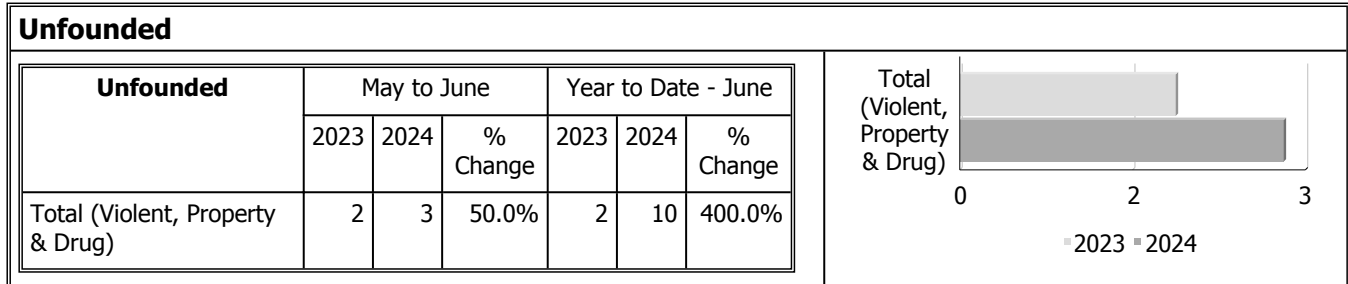 Unfounded
Unfounded May to June Year to Date - June
2023 2024 % Change 2023 2024 % Change
Total (Violent, Property & Drug) 2 3 50.0% 2 10 400.0%
Total
(Violent,
Property
& Drug)
0 2 3
2023 2024